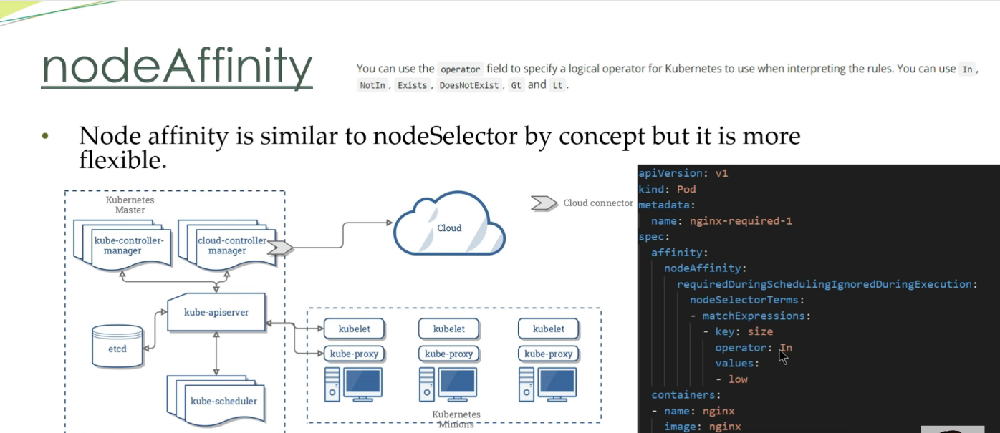 nodeAffinity
You can use the operator field to specify a logical operator for Kubernetes to use when interpreting the rules. You can use In,
NotIn, Exists, DoesNotExist, Gt and Lt.
• Node affinity is similar to nodeSelector by concept but it is more
flexible.
Kubernetes
Master
kube-controller-
manager
cloud-controller
manager
Cloud
Cloud connector
kube-apiserver
etcd
kube-scheduler
kubelet
kubelet
kubelet
kube-proxy
kube-proxy
kube-proxy
Kubernetes
Minions
apiVersion: v1
kind: Pod
metadata:
  name: nginx-required-1
spec:
  affinity:
    nodeAffinity:
      requiredDuringSchedulingIgnoredDuringExecution:
        nodeSelectorTerms:
        - matchExpressions:
          - key: size
            operator: In
            values:
            - low
  containers:
  - name: nginx
    image: nginx